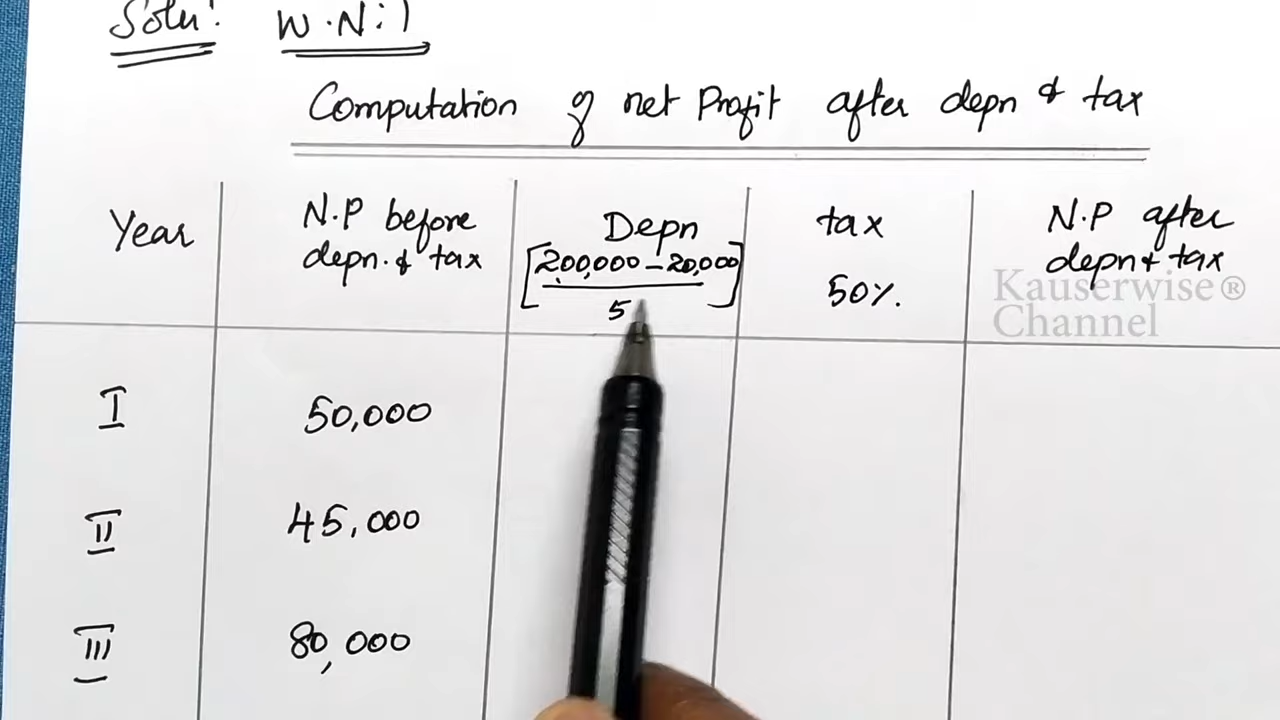 Soln: W.N:1
Computation of net Profit after depn & tax
Year
N.P before
depn. & tax
Depn
[200,000 – 20,000]
5
tax
50%.
N.P after
depn & tax
Kauserwise®
Channel
I 50,000
II 45,000
III 80,000